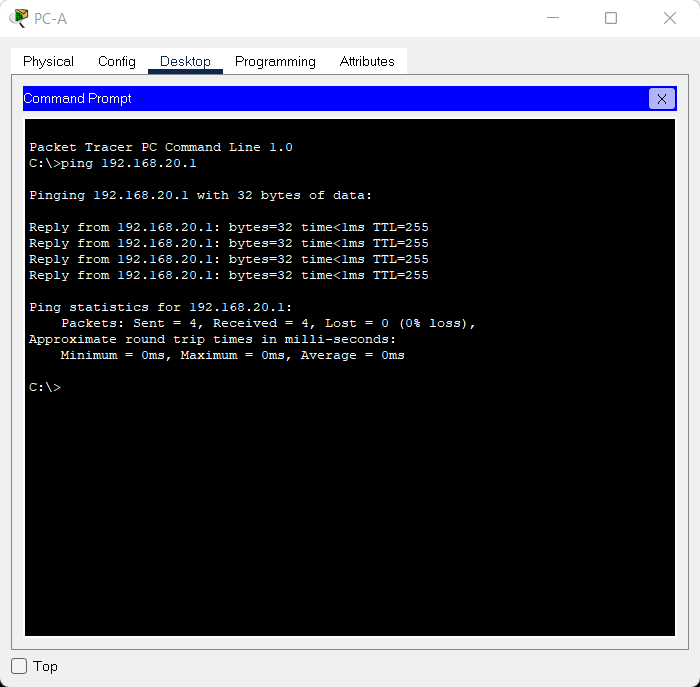 PC-A
Physical Config Desktop Programming Attributes
Command Prompt
X
Packet Tracer PC Command Line 1.0
C:\>ping 192.168.20.1
Pinging 192.168.20.1 with 32 bytes of data:
Reply from 192.168.20.1: bytes=32 time<1ms TTL=255
Reply from 192.168.20.1: bytes=32 time<1ms TTL=255
Reply from 192.168.20.1: bytes=32 time<1ms TTL=255
Reply from 192.168.20.1: bytes=32 time<1ms TTL=255
Ping statistics for 192.168.20.1:
Packets: Sent = 4, Received = 4, Lost = 0 (0% loss),
Approximate round trip times in milli-seconds:
Minimum = 0ms, Maximum = 0ms, Average = 0ms
C:\>
Top